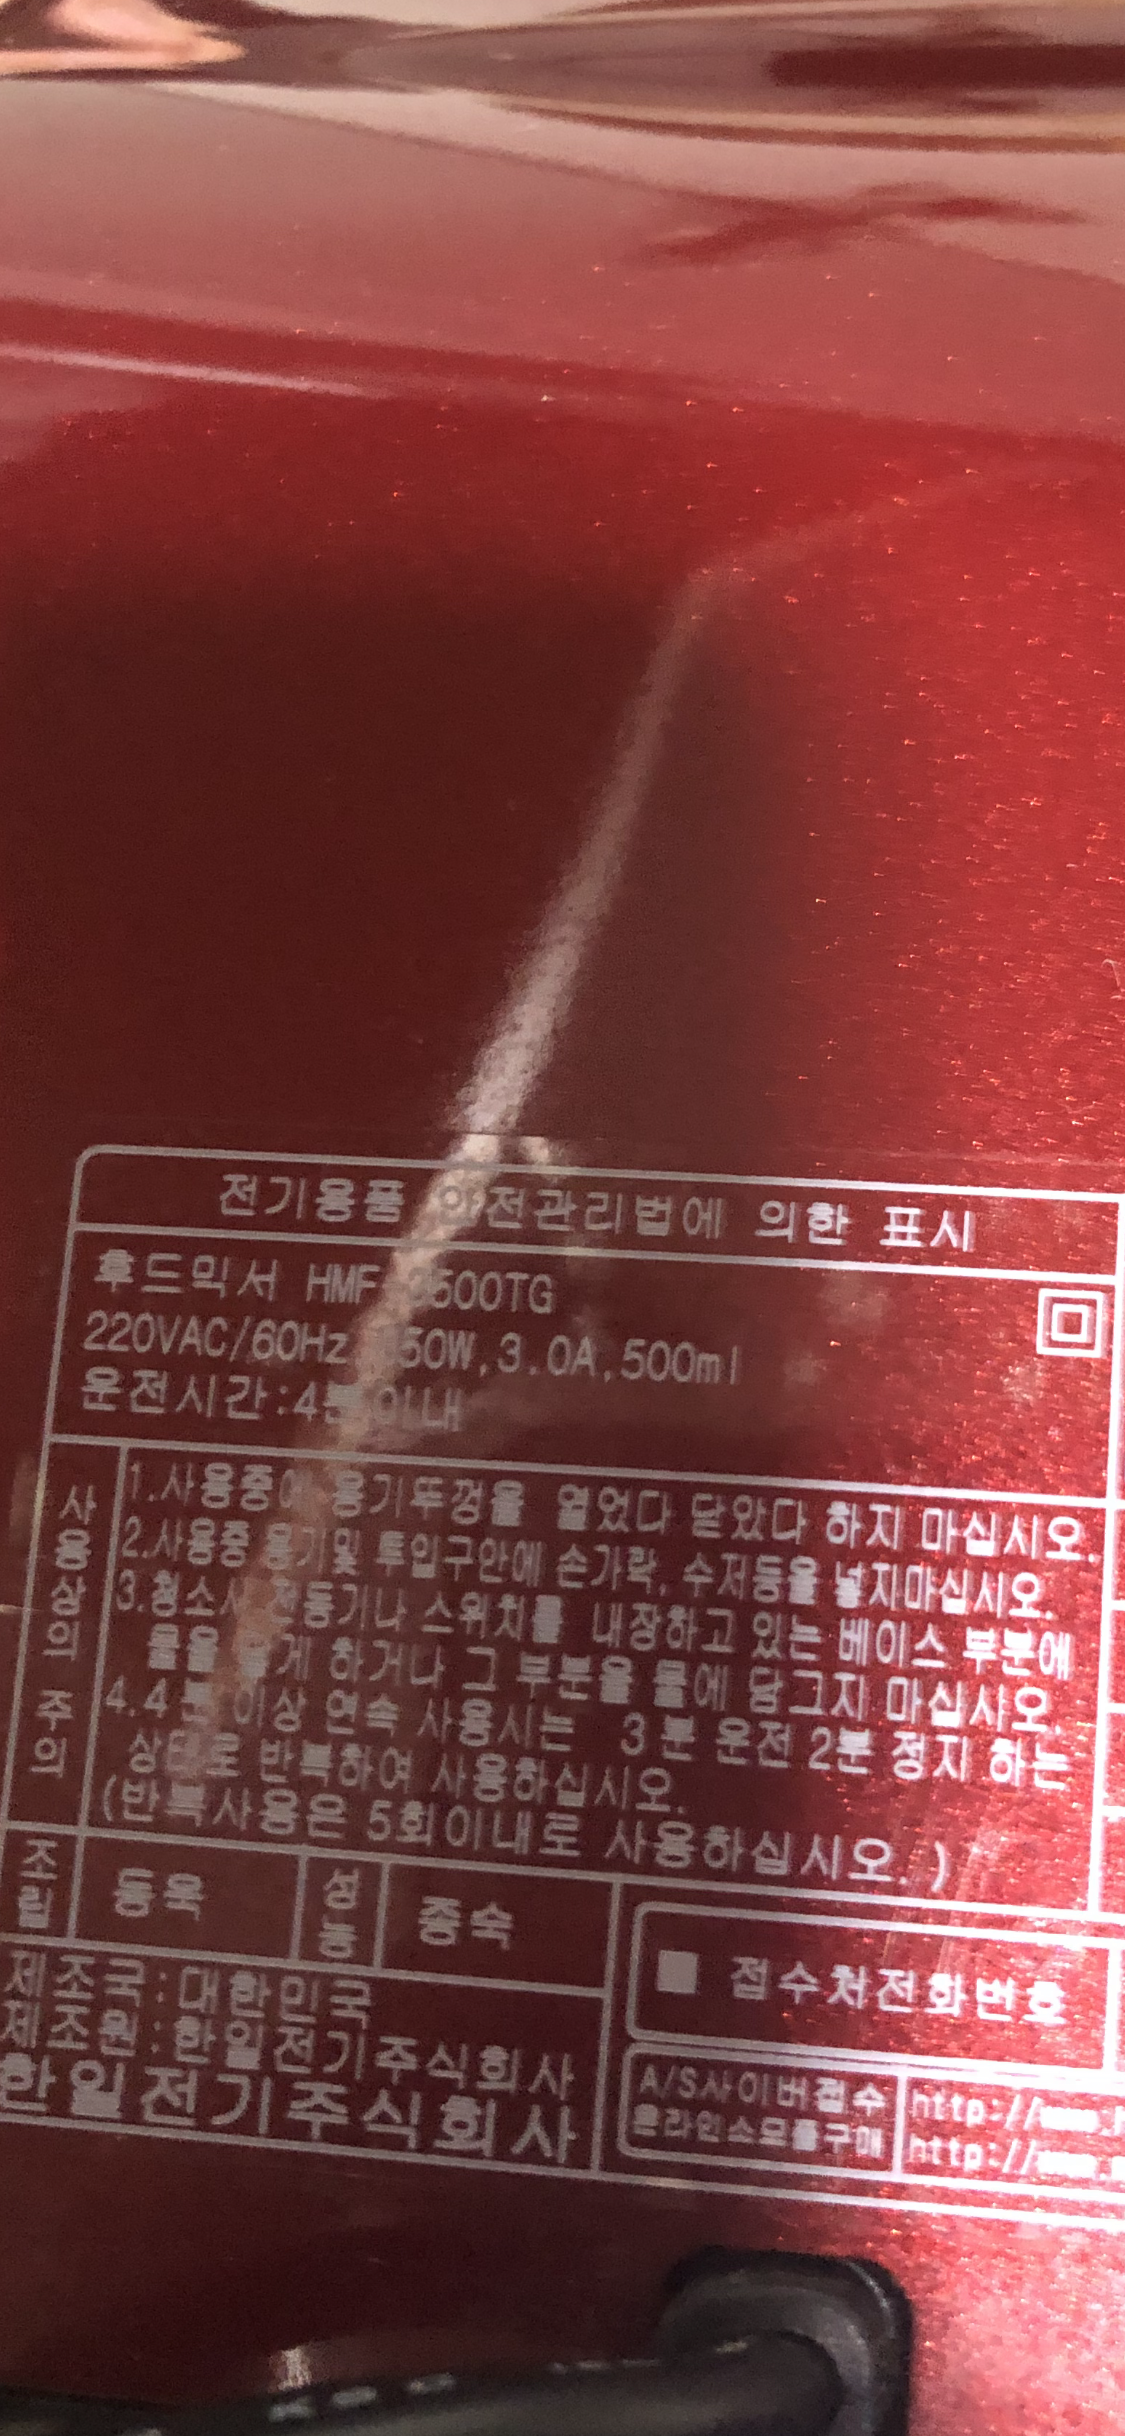 전기용품 안전관리법에 의한 표시
후드믹서 HMF 500TG
220VAC/60Hz 50W,3.0A,500ml
운전시간:4분이내
사용상의 주의
1.사용중에 용기뚜껑을 열었다 닫았다 하지 마십시오.
2.사용중 용기및 투입구안에 손가락, 수저등을 넣지마십시오.
3.청소시 전동기나 스위치를 내장하고 있는 베이스 부분에
물을 닿게 하거나 그 부분을 물에 담그지 마십시오.
4.4분이상 연속 사용시는 3분 운전 2분 정지 하는
상태로 반복하여 사용하십시오.
(반복사용은 5회이내로 사용하십시오.)
조립 동욱 성능 종숙
제조국:대한민국
제조원:한일전기주식회사
한일전기주식회사
■ 접수처전화번호
A/S사이버접수 http://www.
온라인소모품구매 http://www.